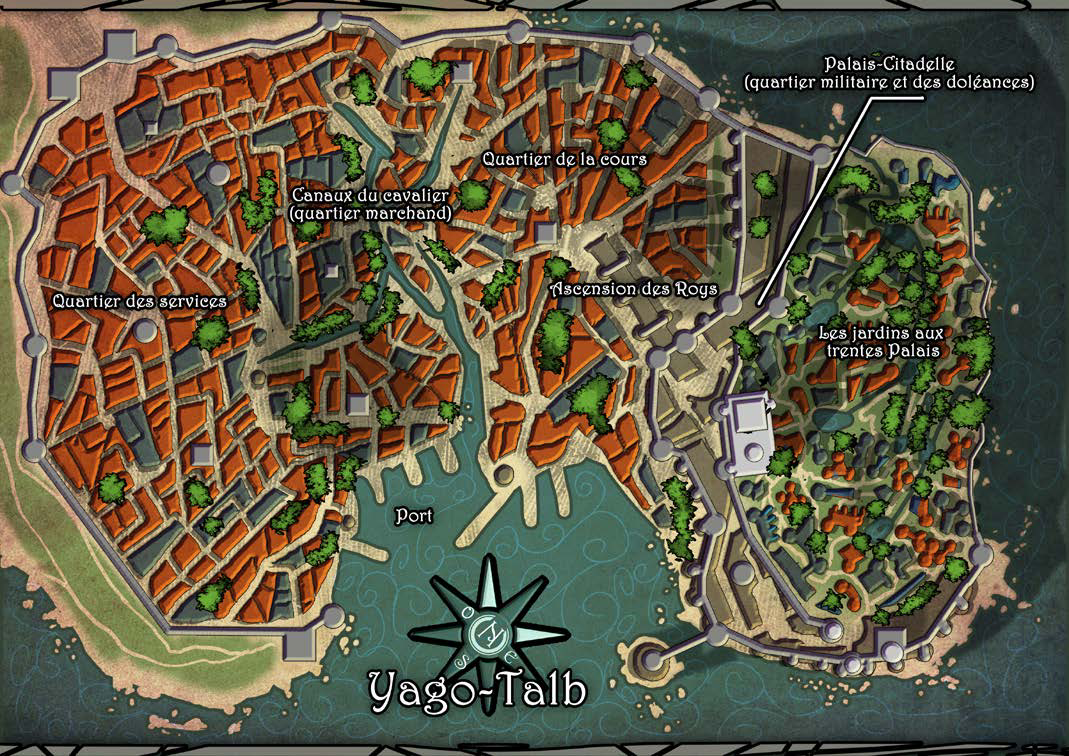 Palais-Citadelle
(quartier militaire et des doléances)
Quartier de la cours
Canaux du cavalier
(quartier marchand)
Ascension des Roys
Quartier des services
Les jardins aux
trentes Palais
Port
Yago-Talb